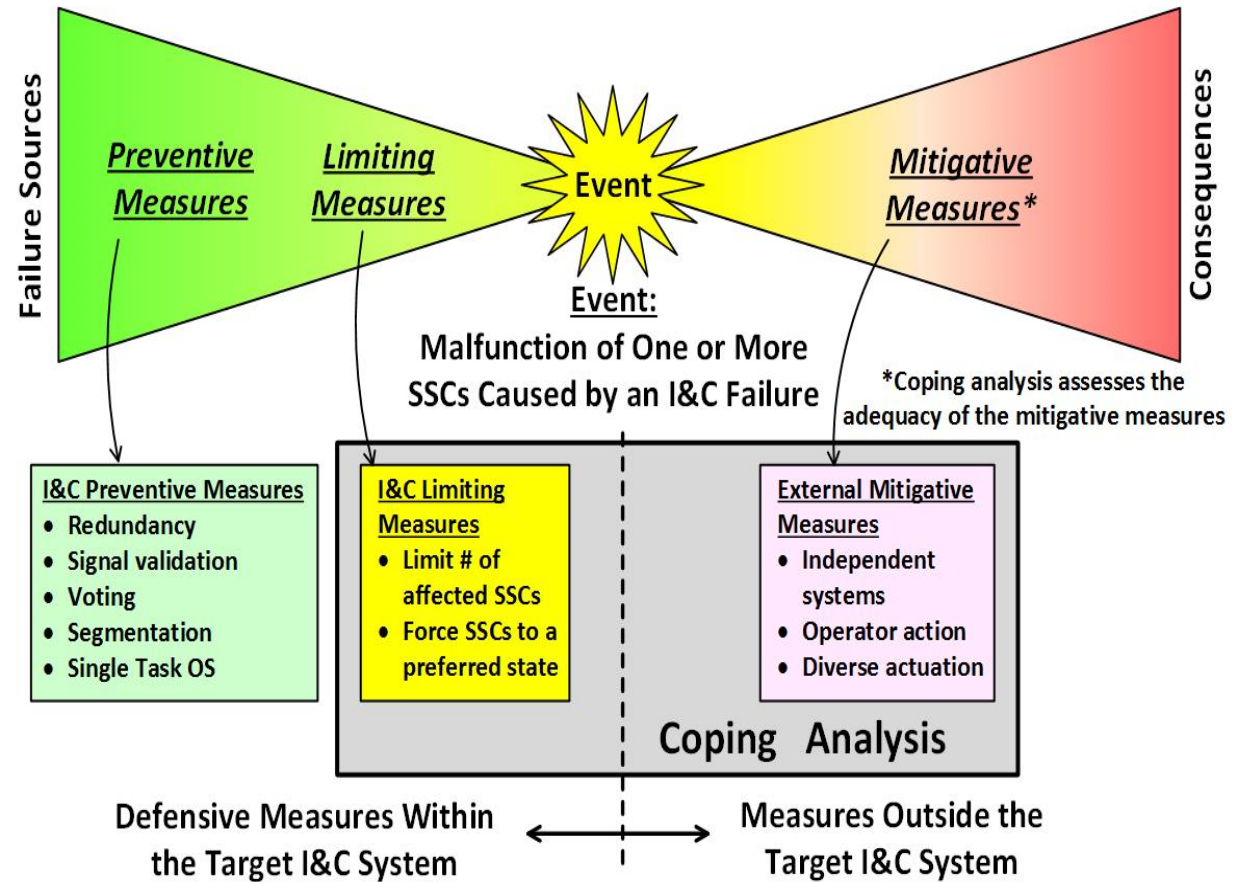 Failure Sources
Preventive
Measures
Limiting
Measures
Event
Mitigative
Measures*
Consequences
Event:
Malfunction of One or More
SSCs Caused by an I&C Failure
*Coping analysis assesses the
adequacy of the mitigative measures
I&C Preventive Measures
• Redundancy
• Signal validation
• Voting
• Segmentation
• Single Task OS
I&C Limiting
Measures
• Limit # of
affected SSCs
• Force SSCs to a
preferred state
External Mitigative
Measures
• Independent
systems
• Operator action
• Diverse actuation
Coping Analysis
Defensive Measures Within
the Target I&C System
Measures Outside the
Target I&C System